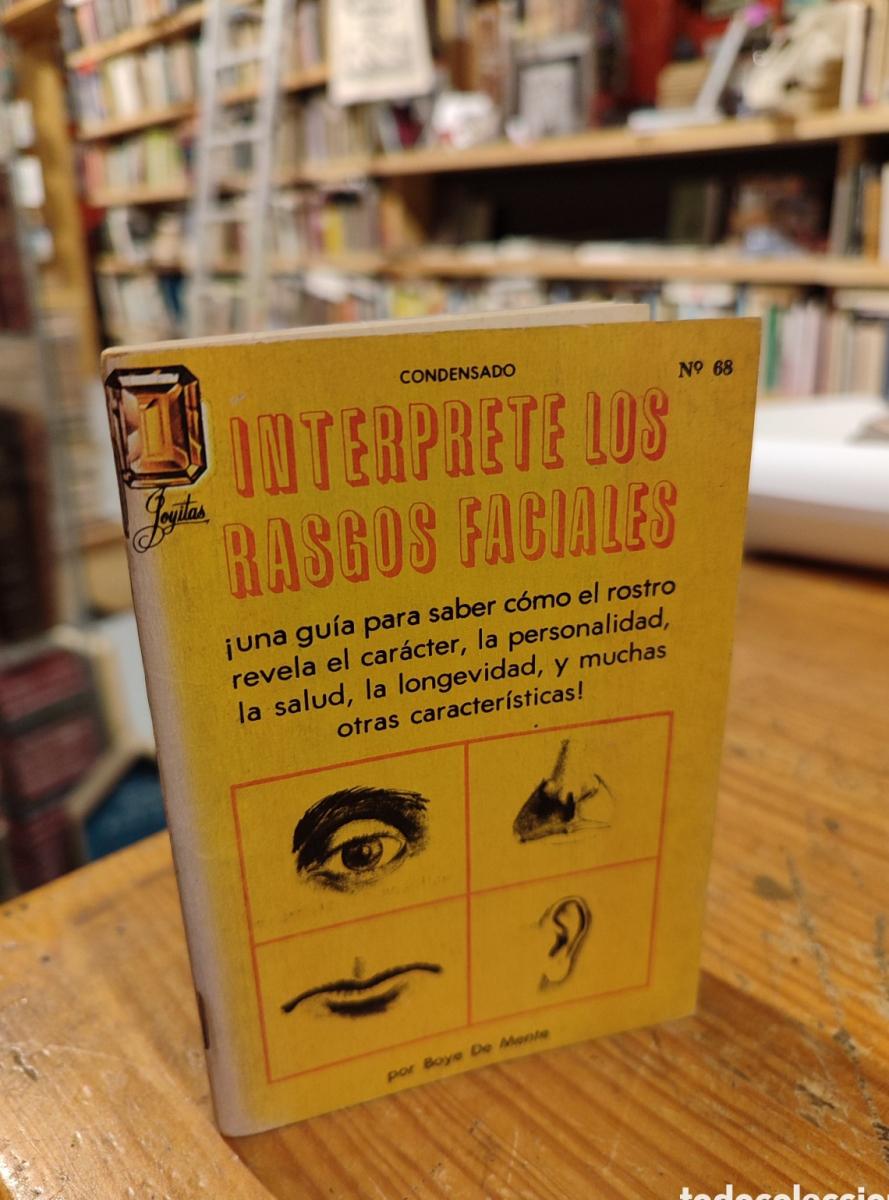 CONDENSADO
Nº 68
Joyitas
INTERPRETE LOS
RASGOS FACIALES
¡una guía para saber cómo el rostro
revela el carácter, la personalidad,
la salud, la longevidad, y muchas
otras características!
por Boye De Mente